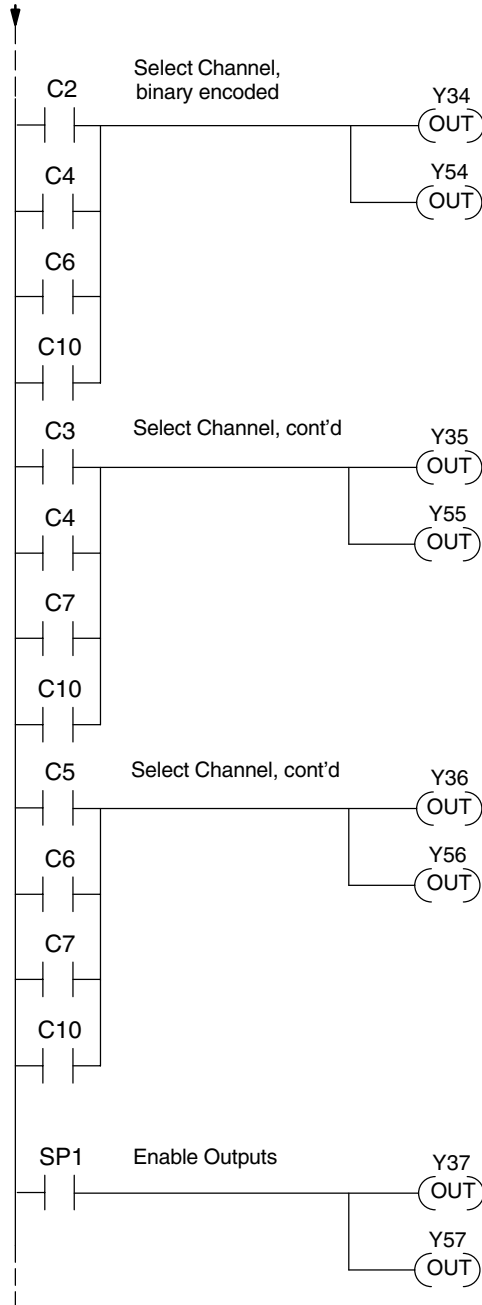 Select Channel,
binary encoded
C2
Y34
OUT
Y54
OUT
C4
C6
C10
C3
Select Channel, cont'd
Y35
OUT
Y55
OUT
C4
C7
C10
C5
Select Channel, cont'd
Y36
OUT
Y56
OUT
C6
C7
C10
SP1
Enable Outputs
Y37
OUT
Y57
OUT